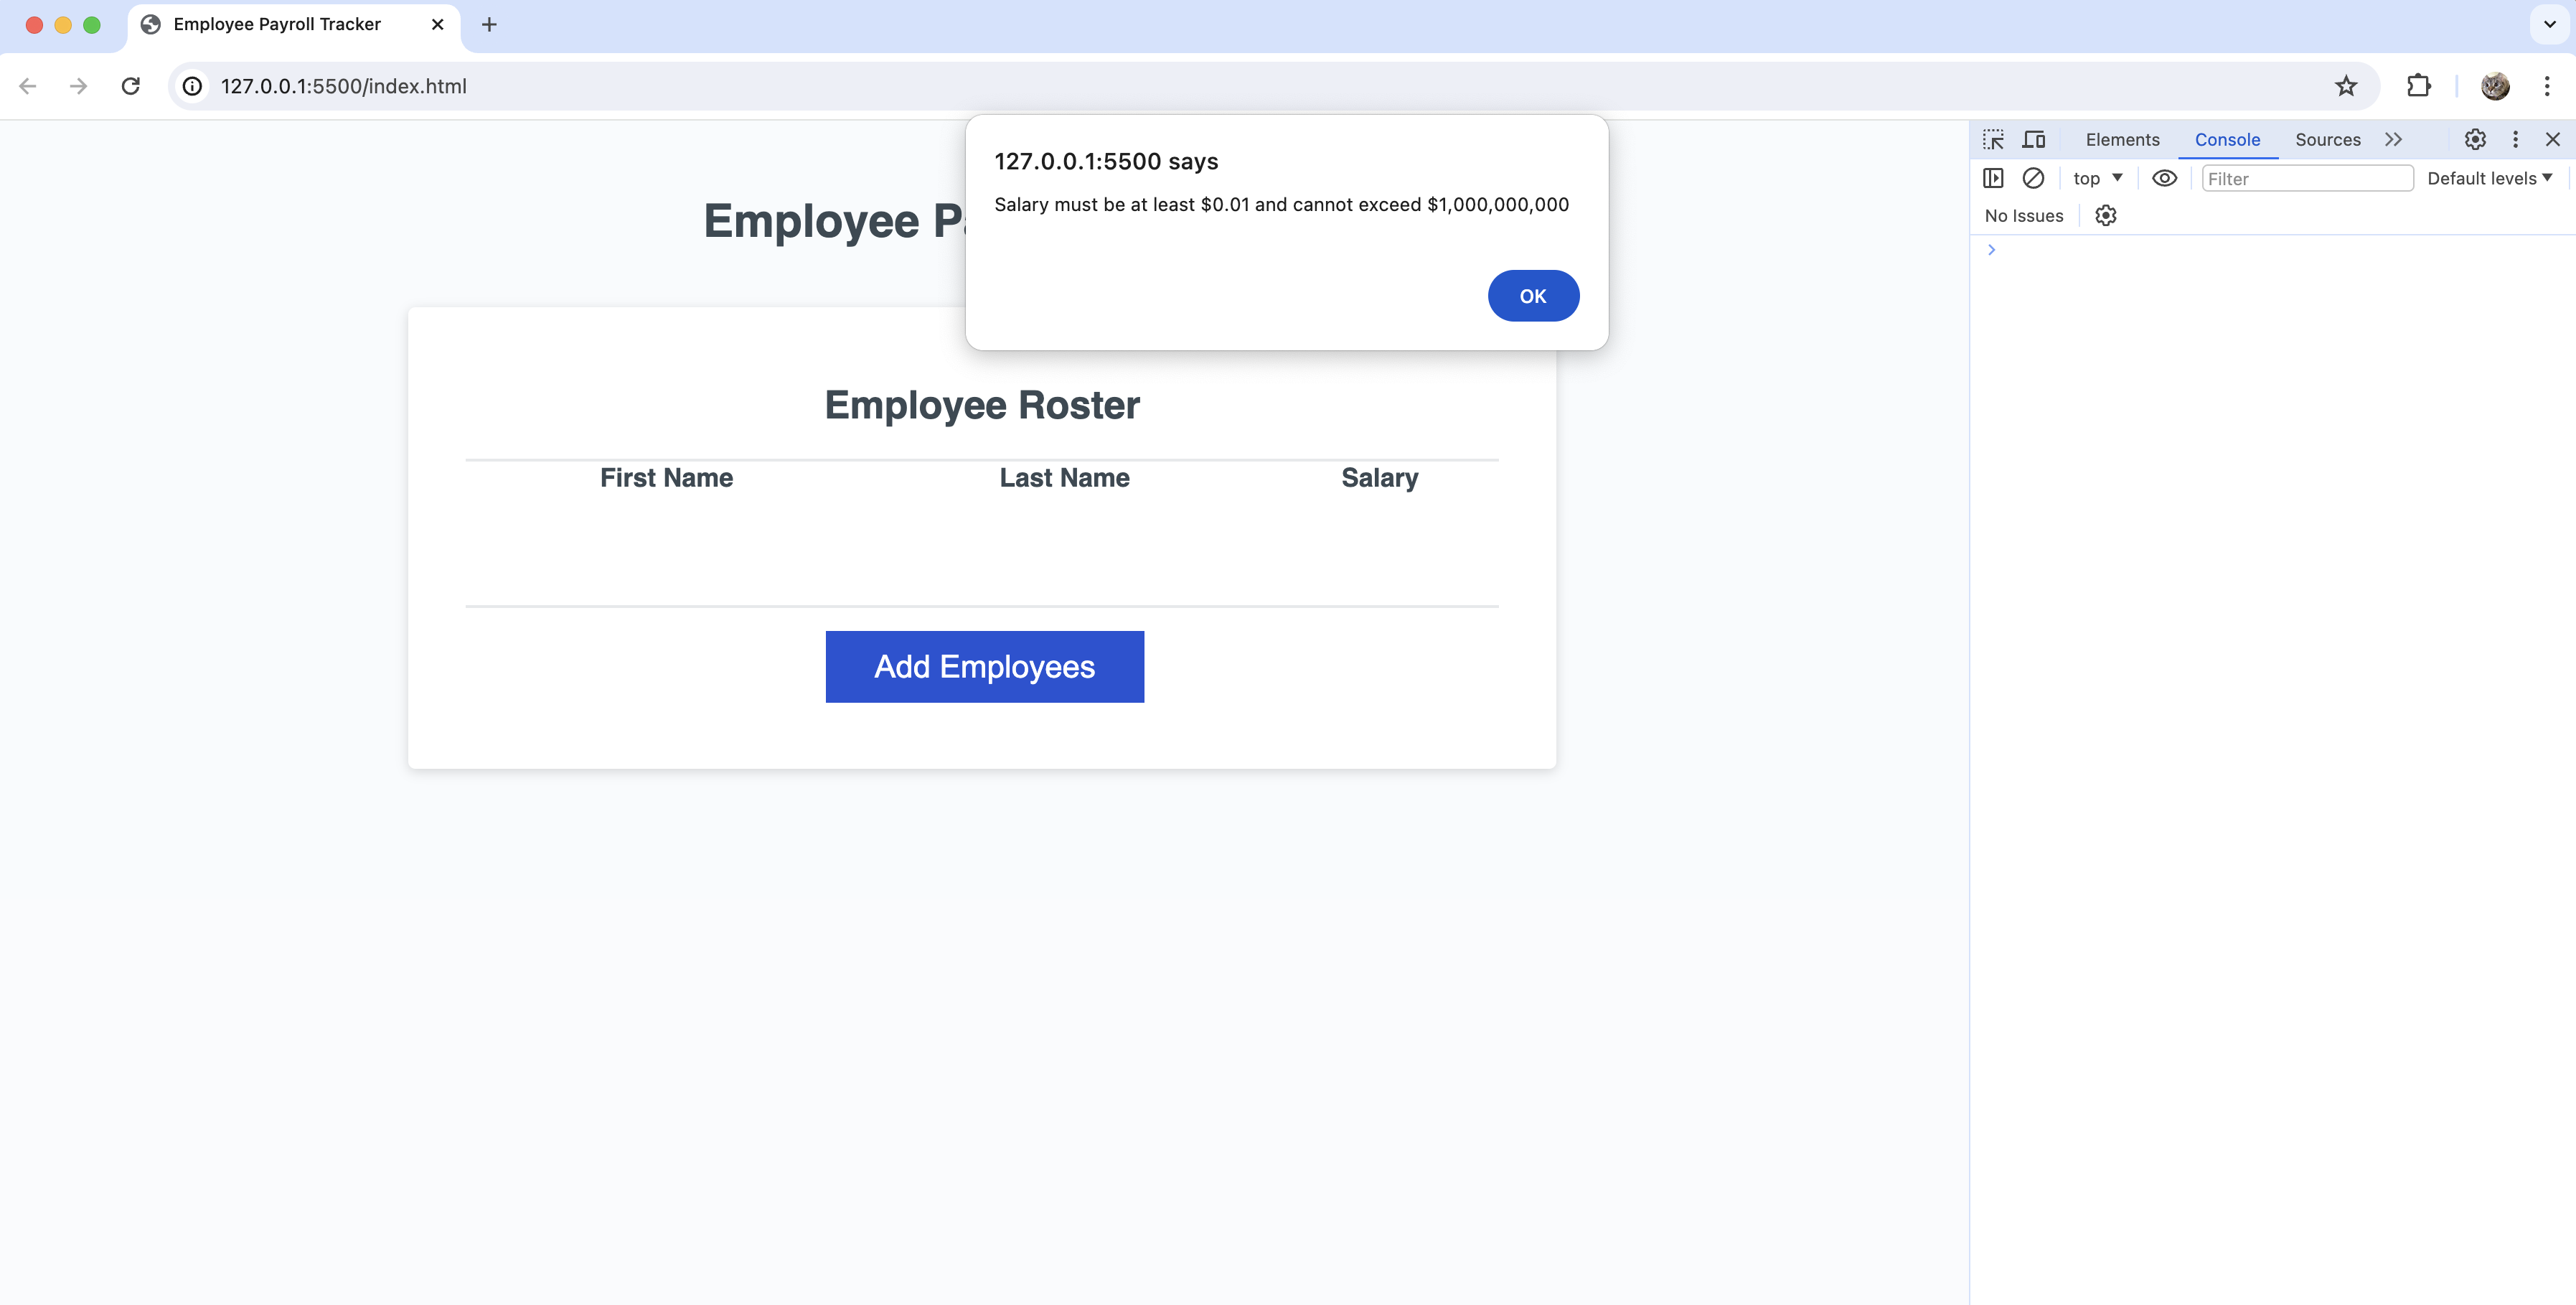 Employee Payroll Tracker
127.0.0.1:5500/index.html
127.0.0.1:5500 says
Salary must be at least $0.01 and cannot exceed $1,000,000,000
OK
Employee Pa
Employee Roster
First Name Last Name Salary
Add Employees
Elements Console Sources
top Filter Default levels
No Issues